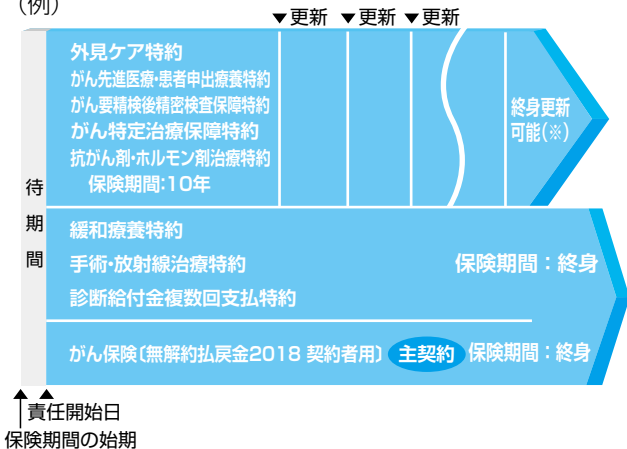 (例)
▼更新 ▼更新 ▼更新
外見ケア特約
がん先進医療・患者申出療養特約
がん要精検後精密検査保障特約
がん特定治療保障特約
抗がん剤・ホルモン剤治療特約
保険期間:10年
終身更新
可能(※)
待期間
緩和療養特約
手術・放射線治療特約
診断給付金複数回支払特約
保険期間：終身
がん保険〔無解約払戻金2018 契約者用〕 主契約 保険期間：終身
責任開始日
保険期間の始期